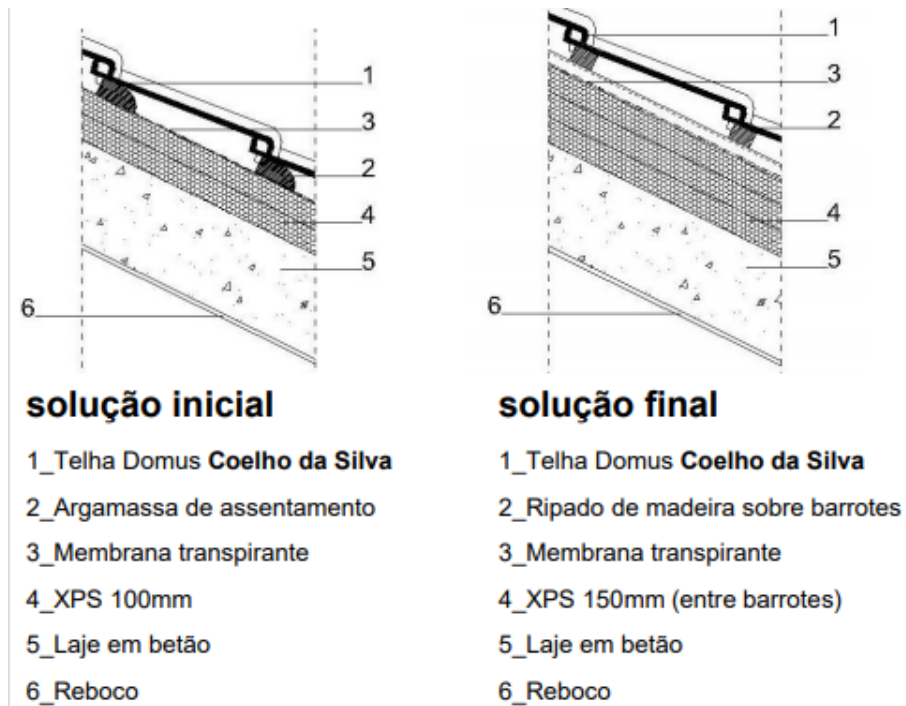 1
3
2
4
5
6
solução inicial
1_Telha Domus Coelho da Silva
2_Argamassa de assentamento
3_Membrana transpirante
4_XPS 100mm
5_Laje em betão
6_Reboco
1
3
2
4
5
6
solução final
1_Telha Domus Coelho da Silva
2_Ripado de madeira sobre barrotes
3_Membrana transpirante
4_XPS 150mm (entre barrotes)
5_Laje em betão
6_Reboco